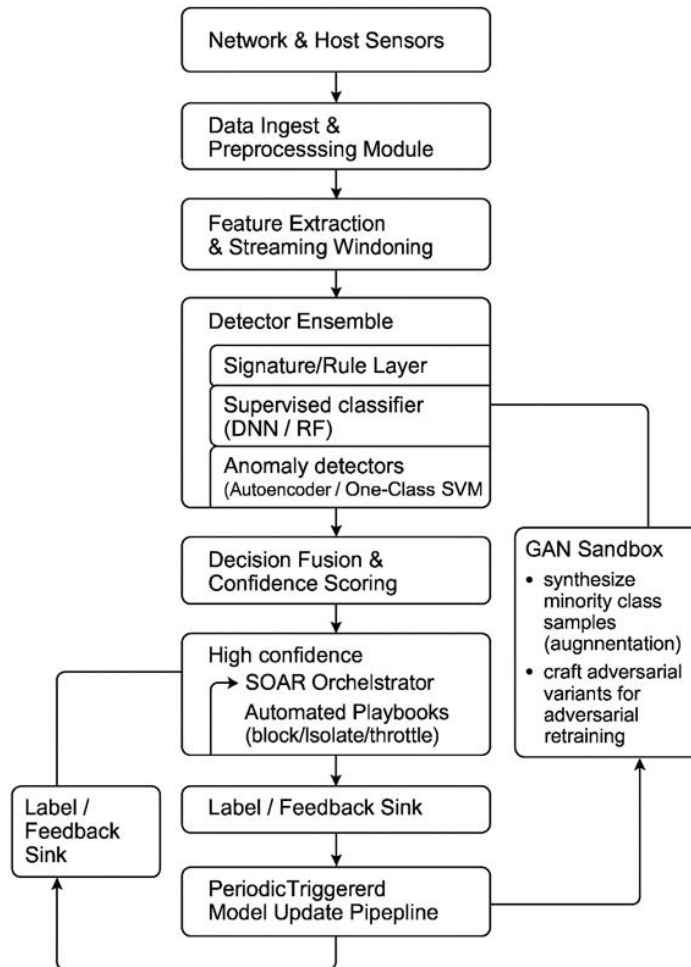 Network & Host Sensors
Data Ingest &
Preprocesssing Module
Feature Extraction
& Streaming Windoning
Detector Ensemble
Signature/Rule Layer
Supervised classifier
(DNN / RF)
Anomaly detectors
(Autoencoder / One-Class SVM
Decision Fusion &
Confidence Scoring
High confidence
SOAR Orchelstrator
Automated Playbooks
(block/Isolate/throttle)
Label / Feedback Sink
PeriodicTriggererd
Model Update Pipepline
Label /
Feedback
Sink
GAN Sandbox
• synthesize
minority class
samples
(augnnentation)
• craft adversarial
variants for
adversarial
retraining